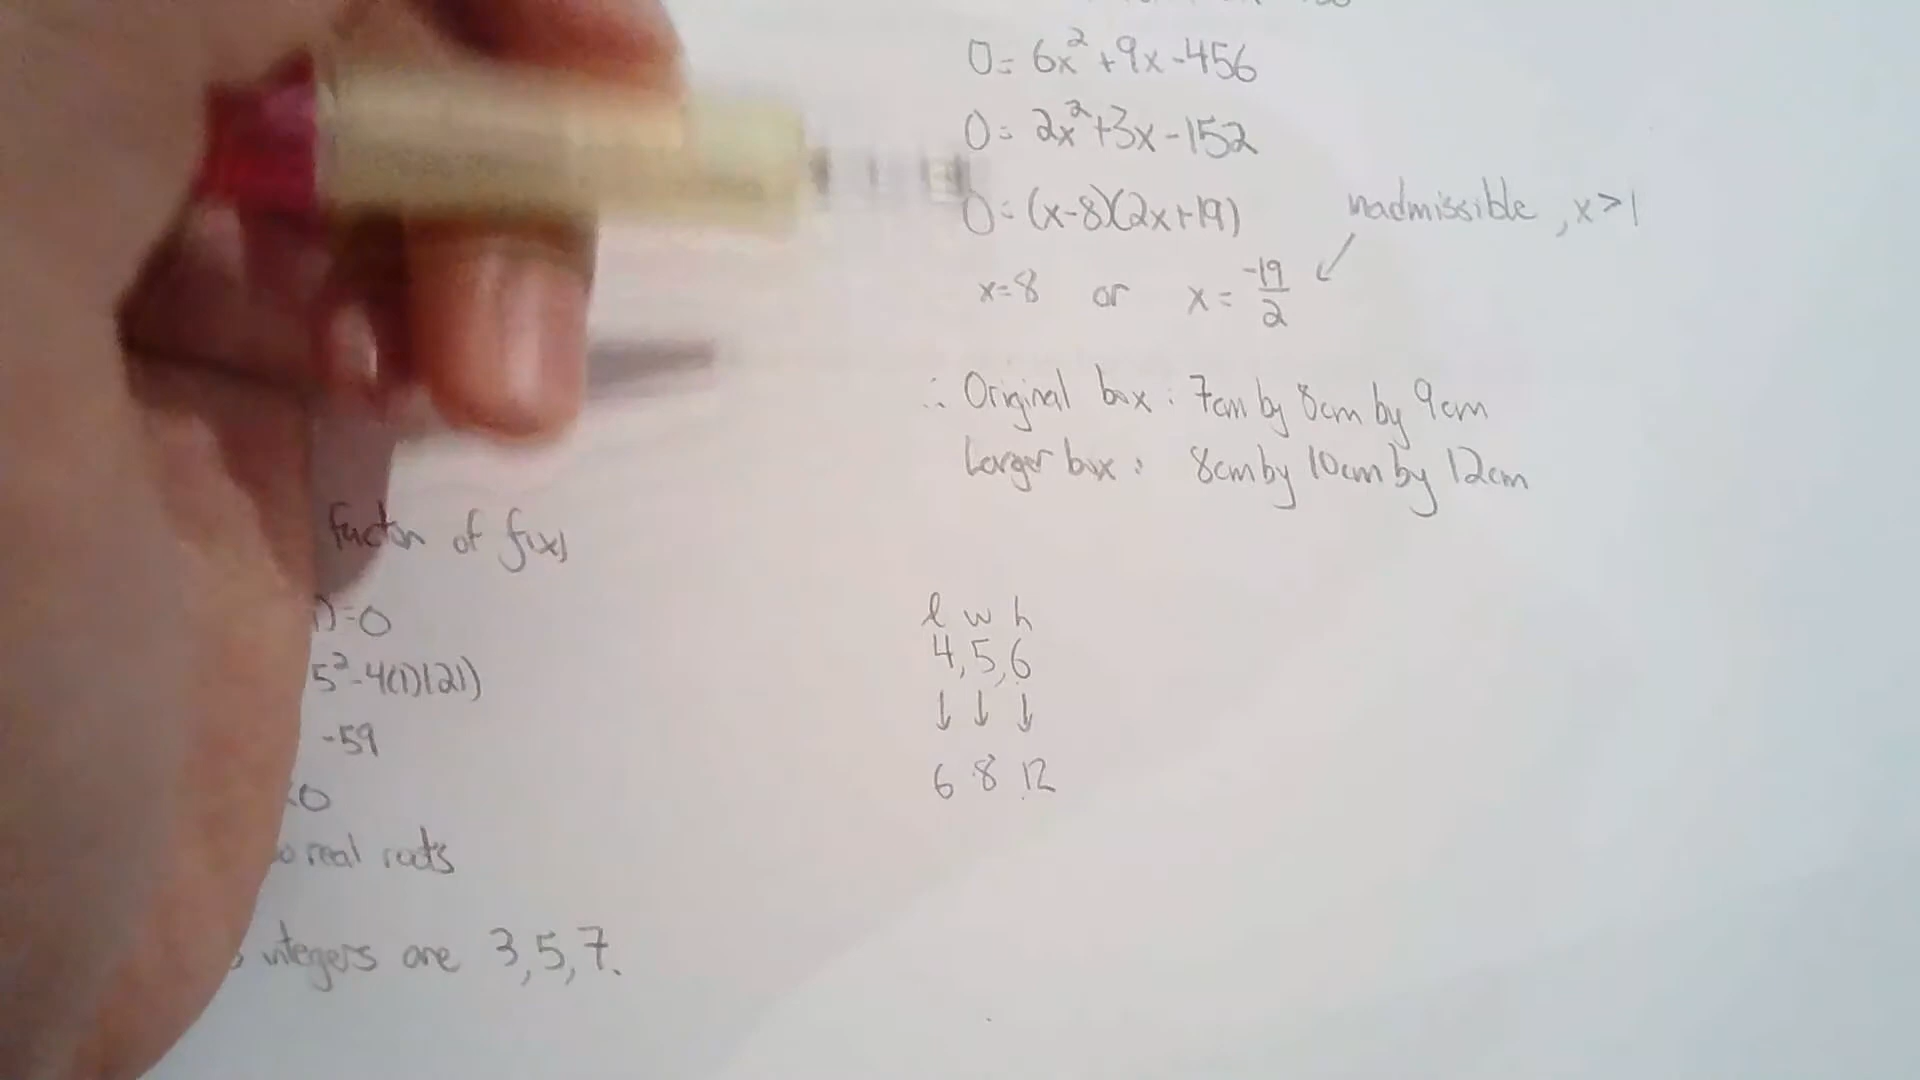 factor of f(x)
)=0
5²-4(1)(21)
-59
<0
o real roots
integers are 3,5,7.
0= 6x²+9x-456
0= 2x²+3x-152
0=(x-8)(2x+19)
inadmissible, x>1
x=8 or x= -19/2
∴ Original box: 7cm by 8cm by 9cm
Larger box: 8cm by 10cm by 12cm
l w h
4,5,6
↓ ↓ ↓
6 8 12